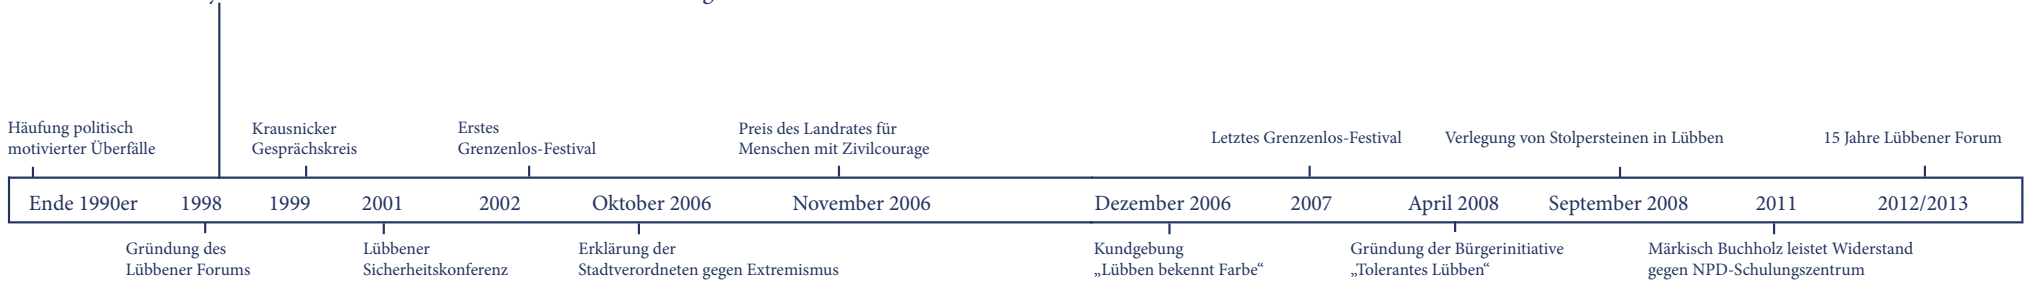 Häufung politisch
motivierter Überfälle
Krausnicker
Gesprächskreis
Erstes
Grenzenlos-Festival
Preis des Landrates für
Menschen mit Zivilcourage
Letztes Grenzenlos-Festival
Verlegung von Stolpersteinen in Lübben
15 Jahre Lübbener Forum
Ende 1990er 1998 1999 2001 2002 Oktober 2006 November 2006 Dezember 2006 2007 April 2008 September 2008 2011 2012/2013
Gründung des
Lübbener Forums
Lübbener
Sicherheitskonferenz
Erklärung der
Stadtverordneten gegen Extremismus
Kundgebung
„Lübben bekennt Farbe“
Gründung der Bürgerinitiative
„Tolerantes Lübben“
Märkisch Buchholz leistet Widerstand
gegen NPD-Schulungszentrum